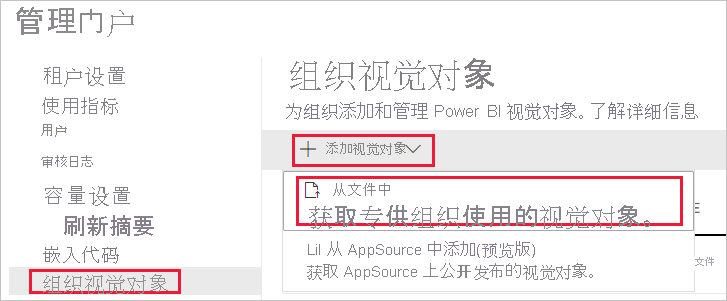 管理门户
租户设置
使用指标
用户
审核日志
容量设置
刷新摘要
嵌入代码
组织视觉对象
组织视觉对象
为组织添加和管理 Power BI 视觉对象。了解详细信息
添加视觉对象
从文件中
获取专供组织使用的视觉对象。
Lil 从 AppSource 中添加(预览版)
获取 AppSource 上公开发布的视觉对象。
文件